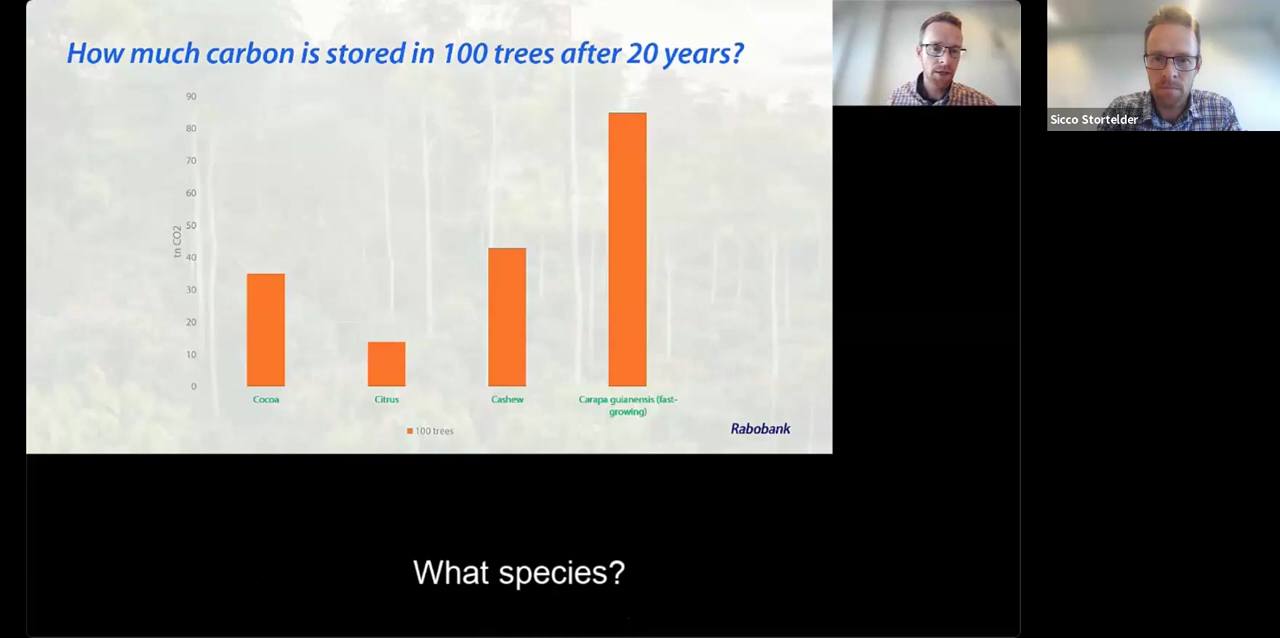 How much carbon is stored in 100 trees after 20 years?
90
80
70
60
50
40
30
20
10
0
tn CO2
Cocoa
Citrus
Cashew
Carapa guianensis (fast-
growing)
100 trees
Rabobank
Sicco Stortelder
What species?